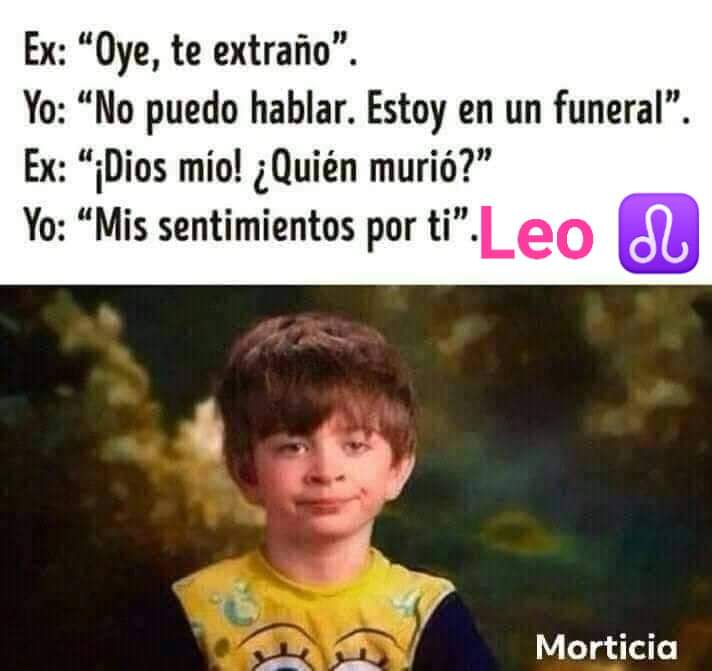 Ex: “Oye, te extraño”.
Yo: “No puedo hablar. Estoy en un funeral”.
Ex: “¡Dios mío! ¿Quién murió?”
Yo: “Mis sentimientos por ti”. Leo ♌
Morticia